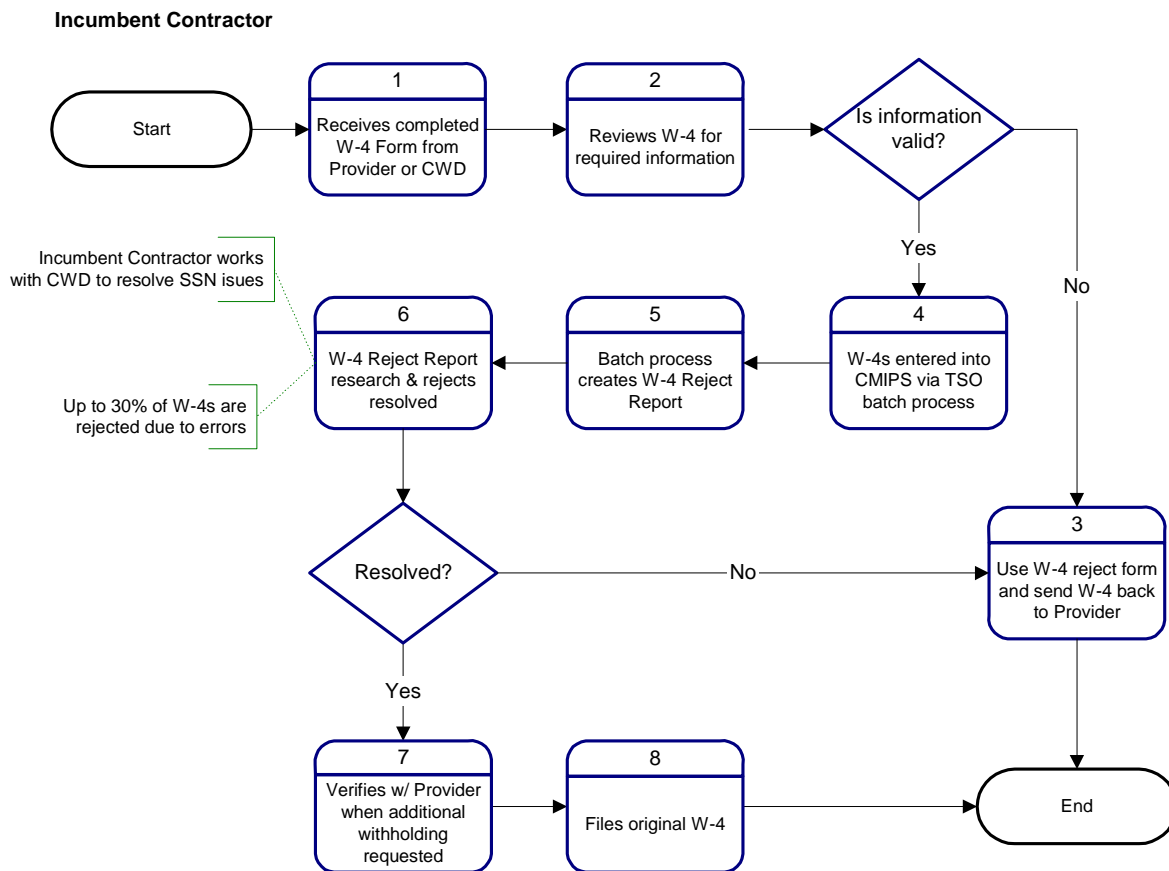 Incumbent Contractor
Start
1
Receives completed
W-4 Form from
Provider or CWD
2
Reviews W-4 for
required information
Is information
valid?
Yes
No
Incumbent Contractor works
with CWD to resolve SSN isues
Up to 30% of W-4s are
rejected due to errors
6
W-4 Reject Report
research & rejects
resolved
5
Batch process
creates W-4 Reject
Report
4
W-4s entered into
CMIPS via TSO
batch process
Resolved?
No
3
Use W-4 reject form
and send W-4 back
to Provider
Yes
7
Verifies w/ Provider
when additional
withholding
requested
8
Files original W-4
End